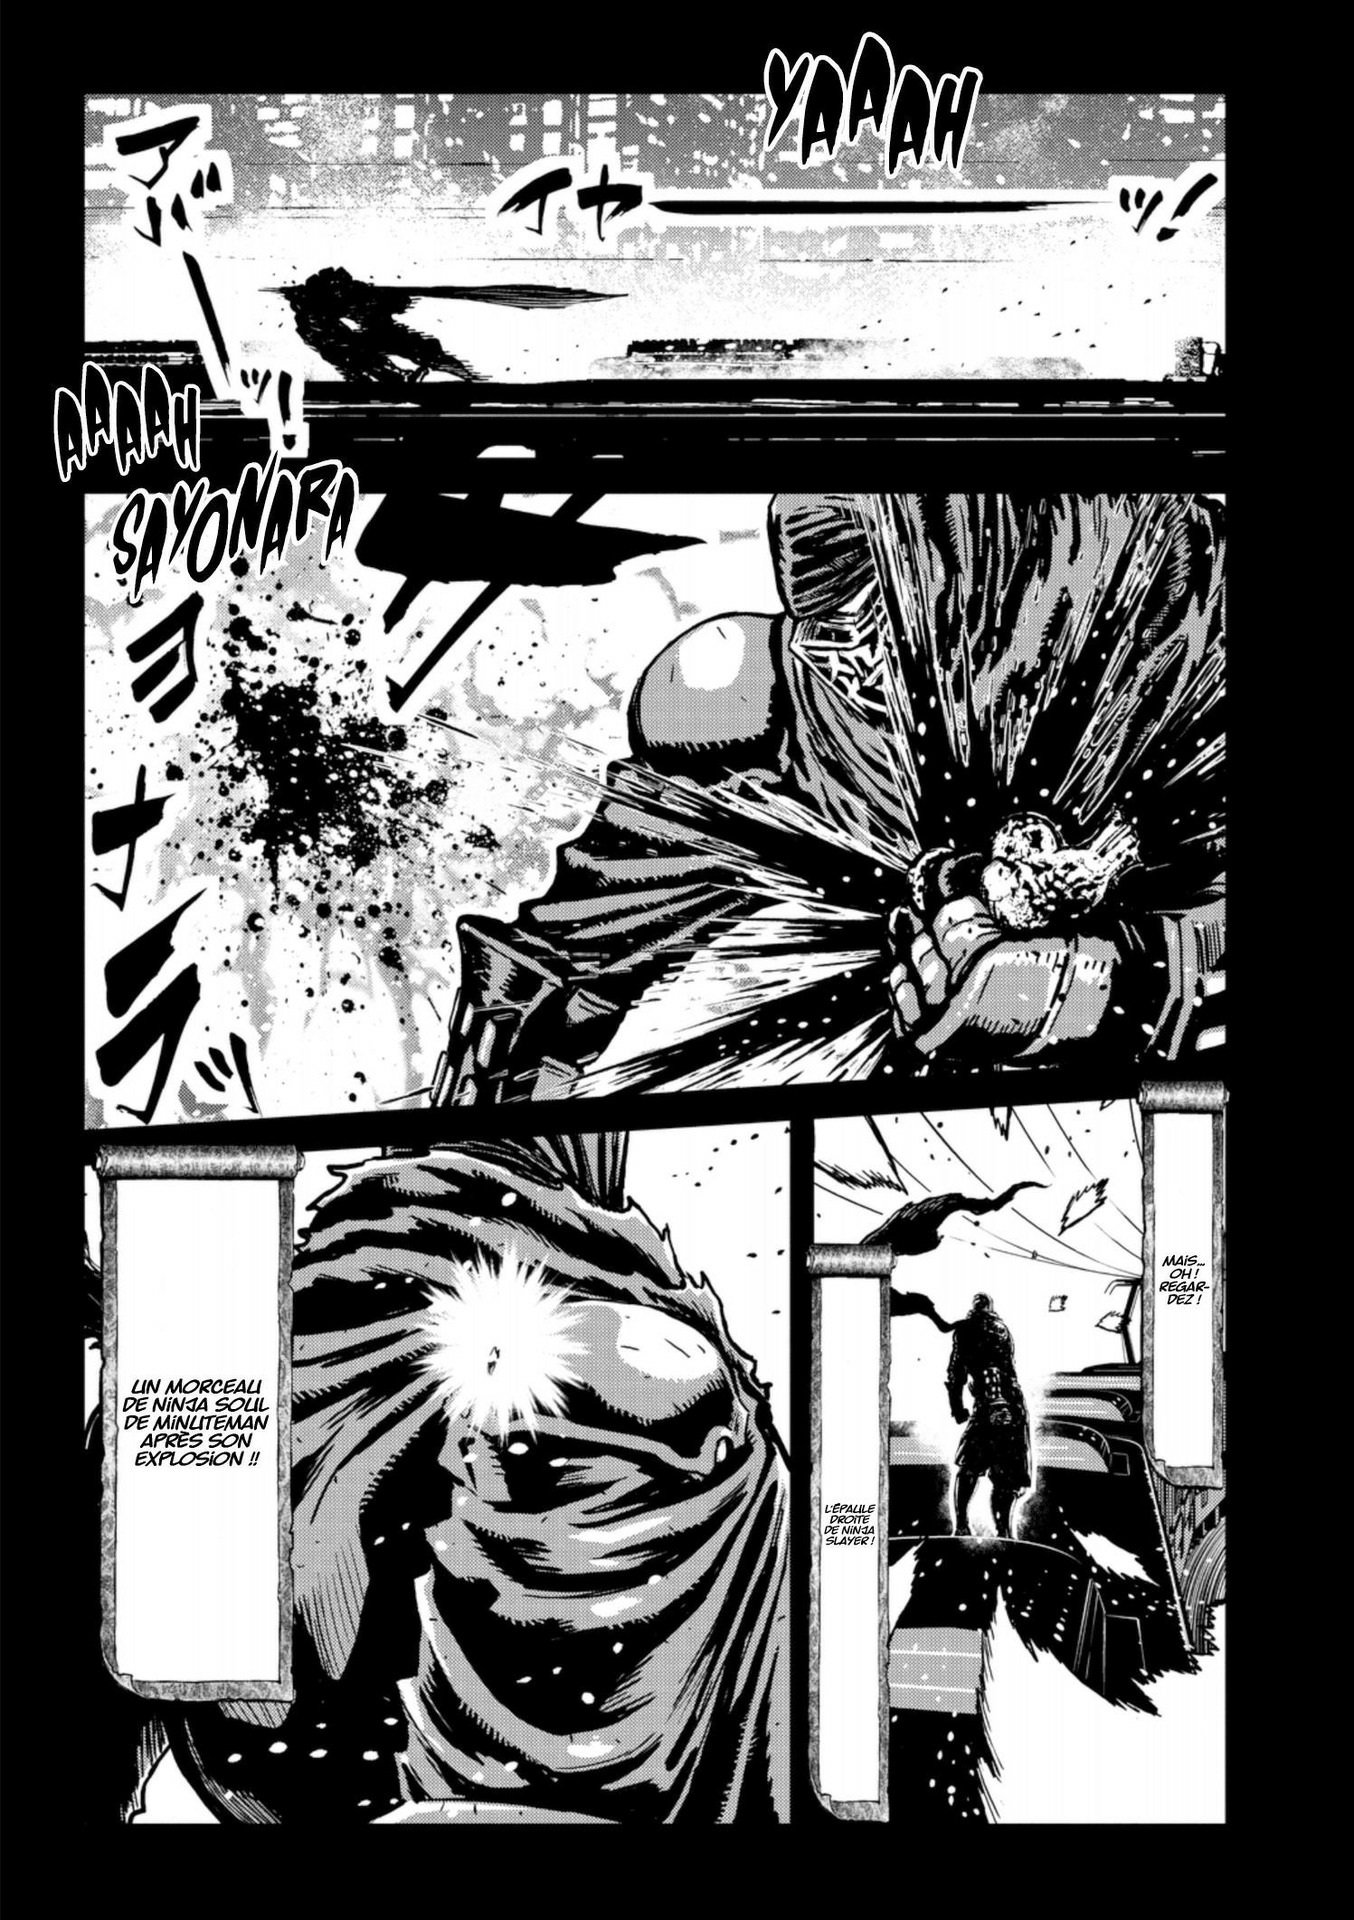 YAAAH
イヤーッ!
アバーッ!
AAAAH
SAYONARA
サヨナラッ
MAIS...
OH !
REGAR-
DEZ !
L'ÉPAULE
DROITE
DE NINJA
SLAYER !
UN MORCEAU
DE NINJA SOUL
DE MINUTEMAN
APRÈS SON
EXPLOSION !!